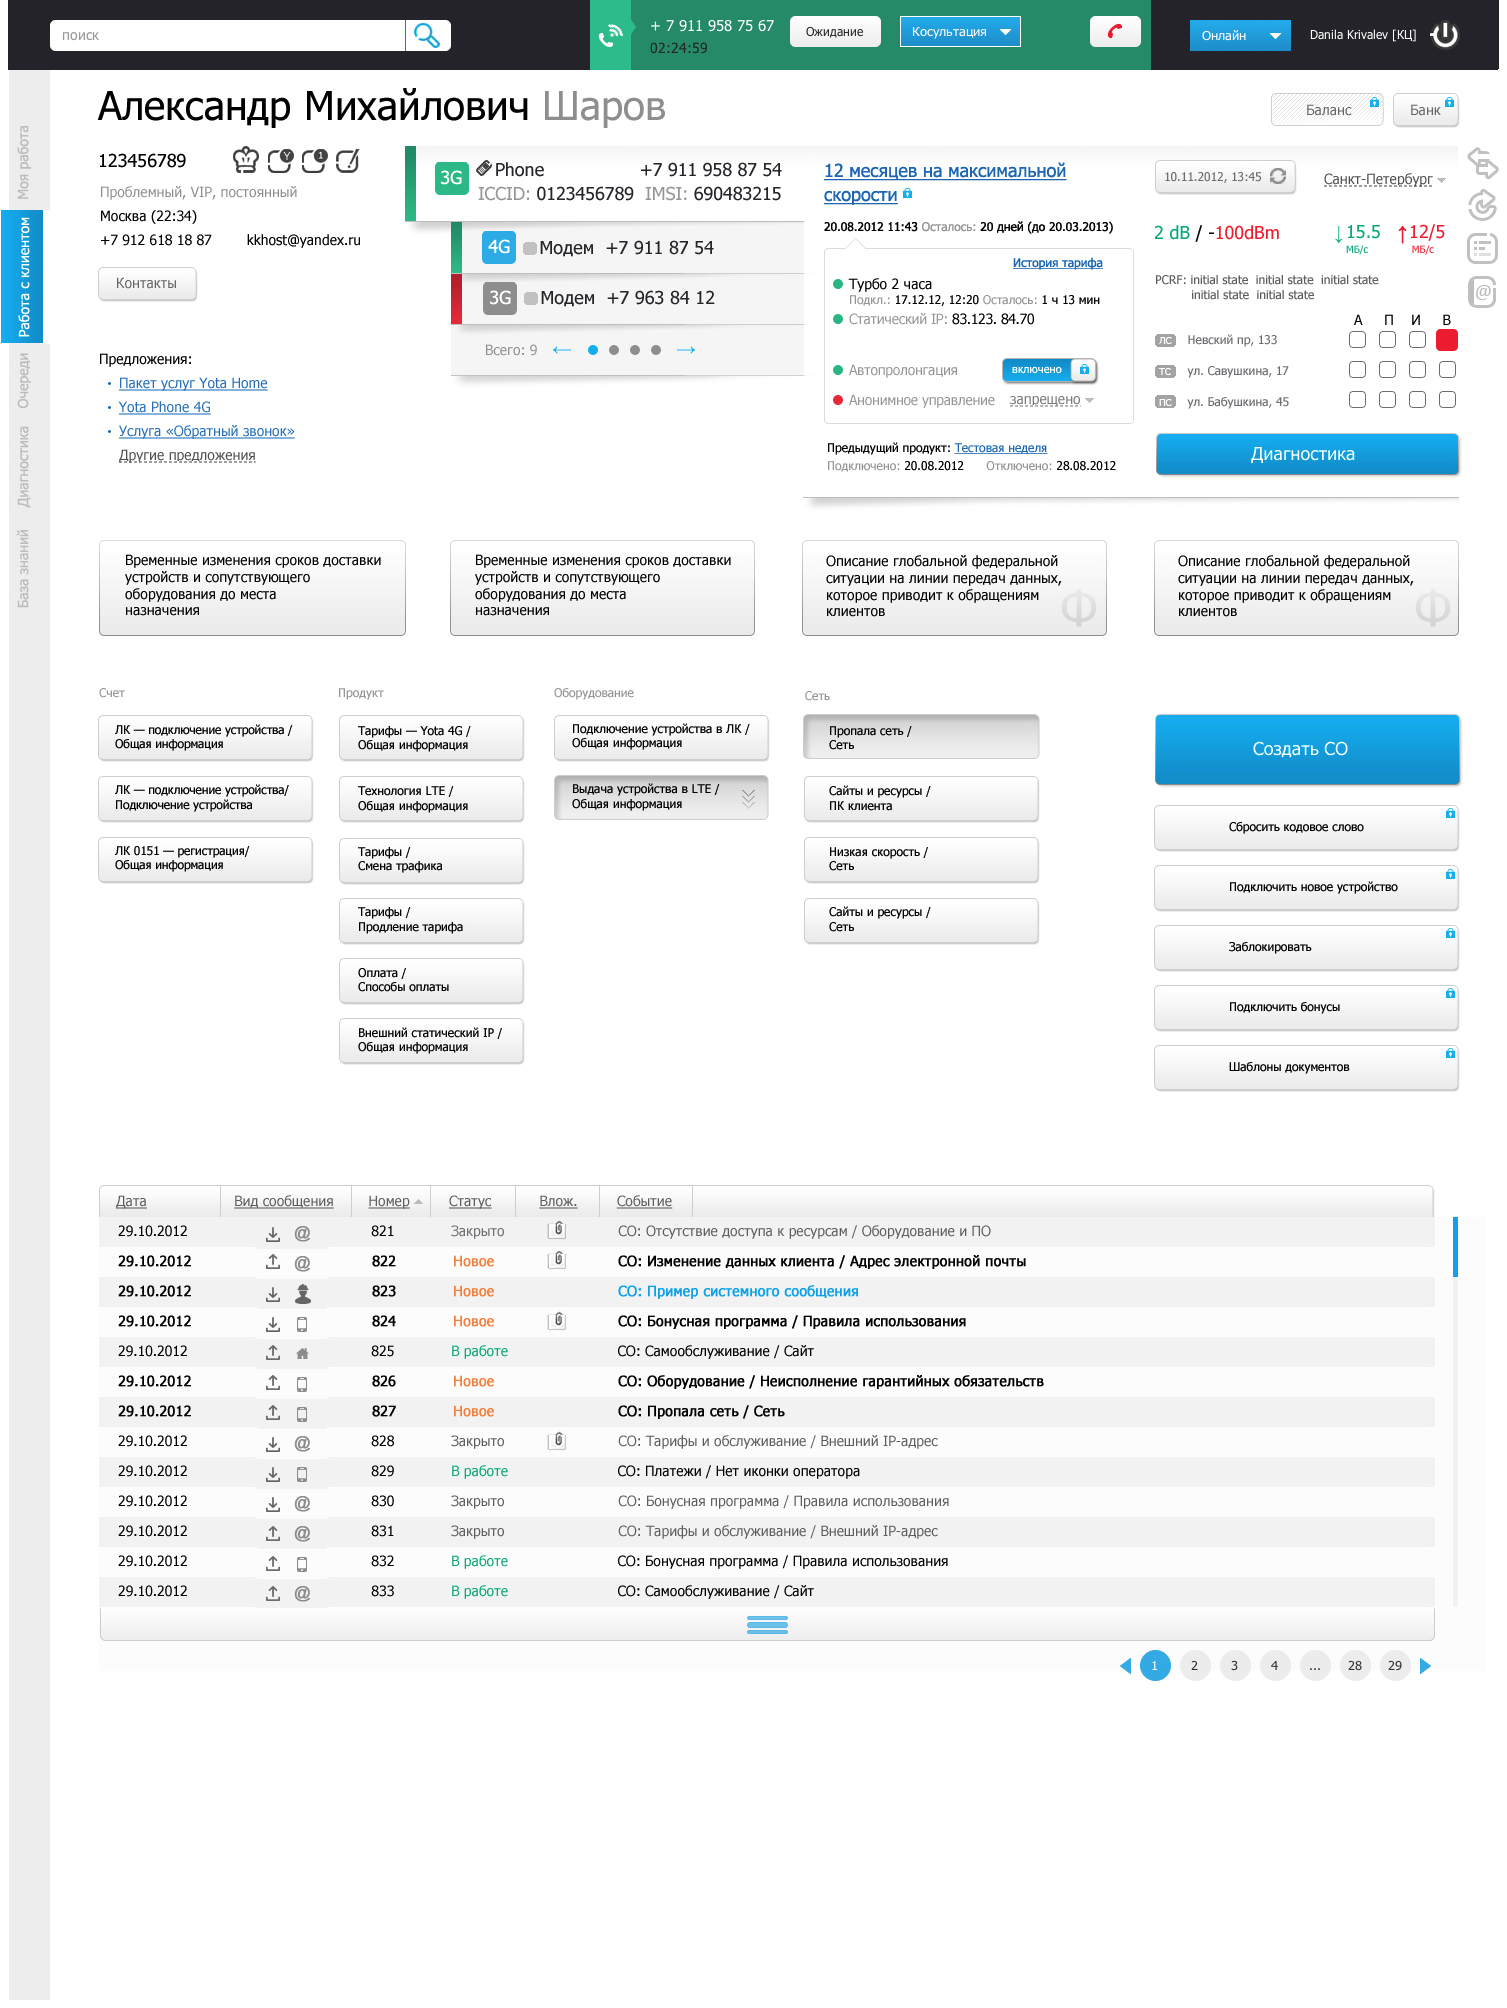 поиск
+ 7 911 958 75 67
02:24:59
Ожидание
Косультация
Онлайн
Danila Krivalev [КЦ]
Моя работа
Работа с клиентом
Очереди
Диагностика
База знаний
Александр Михайлович Шаров
Баланс
Банк
123456789
Y
1
Проблемный, VIP, постоянный
Москва (22:34)
+7 912 618 18 87 kkhost@yandex.ru
Контакты
Предложения:
• Пакет услуг Yota Home
• Yota Phone 4G
• Услуга «Обратный звонок»
Другие предложения
3G Phone +7 911 958 87 54
ICCID: 0123456789 IMSI: 690483215
4G Модем +7 911 87 54
3G Модем +7 963 84 12
Всего: 9
12 месяцев на максимальной
скорости
20.08.2012 11:43 Осталось: 20 дней (до 20.03.2013)
История тарифа
Турбо 2 часа
Подкл.: 17.12.12, 12:20 Осталось: 1 ч 13 мин
Статический IP: 83.123. 84.70
Автопролонгация включено
Анонимное управление запрещено
Предыдущий продукт: Тестовая неделя
Подключено: 20.08.2012 Отключено: 28.08.2012
10.11.2012, 13:45
Санкт-Петербург
2 dB / -100dBm
↓15.5 ↑12/5
МБ/с МБ/с
PCRF: initial state initial state initial state
initial state initial state
А П И В
ЛС Невский пр, 133
ТС ул. Савушкина, 17
ПС ул. Бабушкина, 45
Диагностика
@
Временные изменения сроков доставки
устройств и сопутствующего
оборудования до места
назначения
Временные изменения сроков доставки
устройств и сопутствующего
оборудования до места
назначения
Описание глобальной федеральной
ситуации на линии передач данных,
которое приводит к обращениям
клиентов
Ф
Описание глобальной федеральной
ситуации на линии передач данных,
которое приводит к обращениям
клиентов
Ф
Счет
ЛК — подключение устройства /
Общая информация
ЛК — подключение устройства/
Подключение устройства
ЛК 0151 — регистрация/
Общая информация
Продукт
Тарифы — Yota 4G /
Общая информация
Технология LTE /
Общая информация
Тарифы /
Смена трафика
Тарифы /
Продление тарифа
Оплата /
Способы оплаты
Внешний статический IP /
Общая информация
Оборудование
Подключение устройства в ЛК /
Общая информация
Выдача устройства в LTE /
Общая информация
Сеть
Пропала сеть /
Сеть
Сайты и ресурсы /
ПК клиента
Низкая скорость /
Сеть
Сайты и ресурсы /
Сеть
Создать СО
Сбросить кодовое слово
Подключить новое устройство
Заблокировать
Подключить бонусы
Шаблоны документов
Дата Вид сообщения Номер Статус Влож. Событие
29.10.2012 @ 821 Закрыто СО: Отсутствие доступа к ресурсам / Оборудование и ПО
29.10.2012 @ 822 Новое СО: Изменение данных клиента / Адрес электронной почты
29.10.2012 823 Новое СО: Пример системного сообщения
29.10.2012 824 Новое СО: Бонусная программа / Правила использования
29.10.2012 825 В работе СО: Самообслуживание / Сайт
29.10.2012 826 Новое СО: Оборудование / Неисполнение гарантийных обязательств
29.10.2012 827 Новое СО: Пропала сеть / Сеть
29.10.2012 @ 828 Закрыто СО: Тарифы и обслуживание / Внешний IP-адрес
29.10.2012 829 В работе СО: Платежи / Нет иконки оператора
29.10.2012 @ 830 Закрыто СО: Бонусная программа / Правила использования
29.10.2012 @ 831 Закрыто СО: Тарифы и обслуживание / Внешний IP-адрес
29.10.2012 832 В работе СО: Бонусная программа / Правила использования
29.10.2012 @ 833 В работе СО: Самообслуживание / Сайт
1 2 3 4 ... 28 29